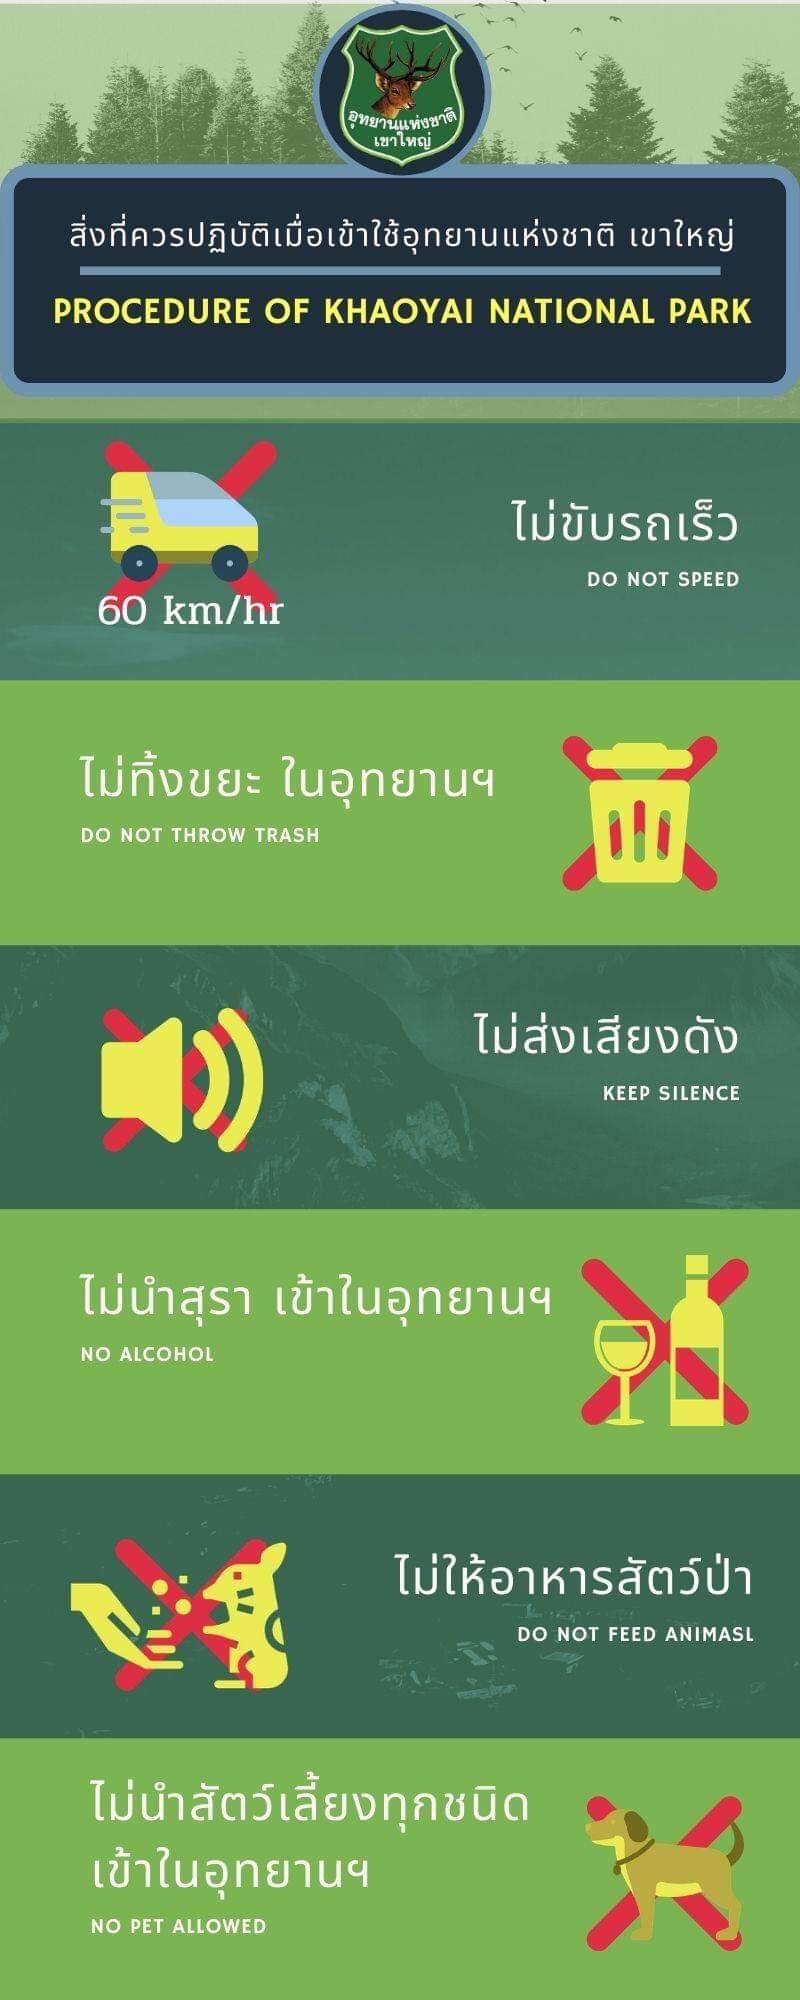 อุทยานแห่งชาติ
เขาใหญ่
สิ่งที่ควรปฏิบัติเมื่อเข้าใช้อุทยานแห่งชาติ เขาใหญ่
PROCEDURE OF KHAOYAI NATIONAL PARK
60 km/hr
ไม่ขับรถเร็ว
DO NOT SPEED
ไม่ทิ้งขยะ ในอุทยานฯ
DO NOT THROW TRASH
ไม่ส่งเสียงดัง
KEEP SILENCE
ไม่นำสุรา เข้าในอุทยานฯ
NO ALCOHOL
ไม่ให้อาหารสัตว์ป่า
DO NOT FEED ANIMASL
ไม่นำสัตว์เลี้ยงทุกชนิด
เข้าในอุทยานฯ
NO PET ALLOWED